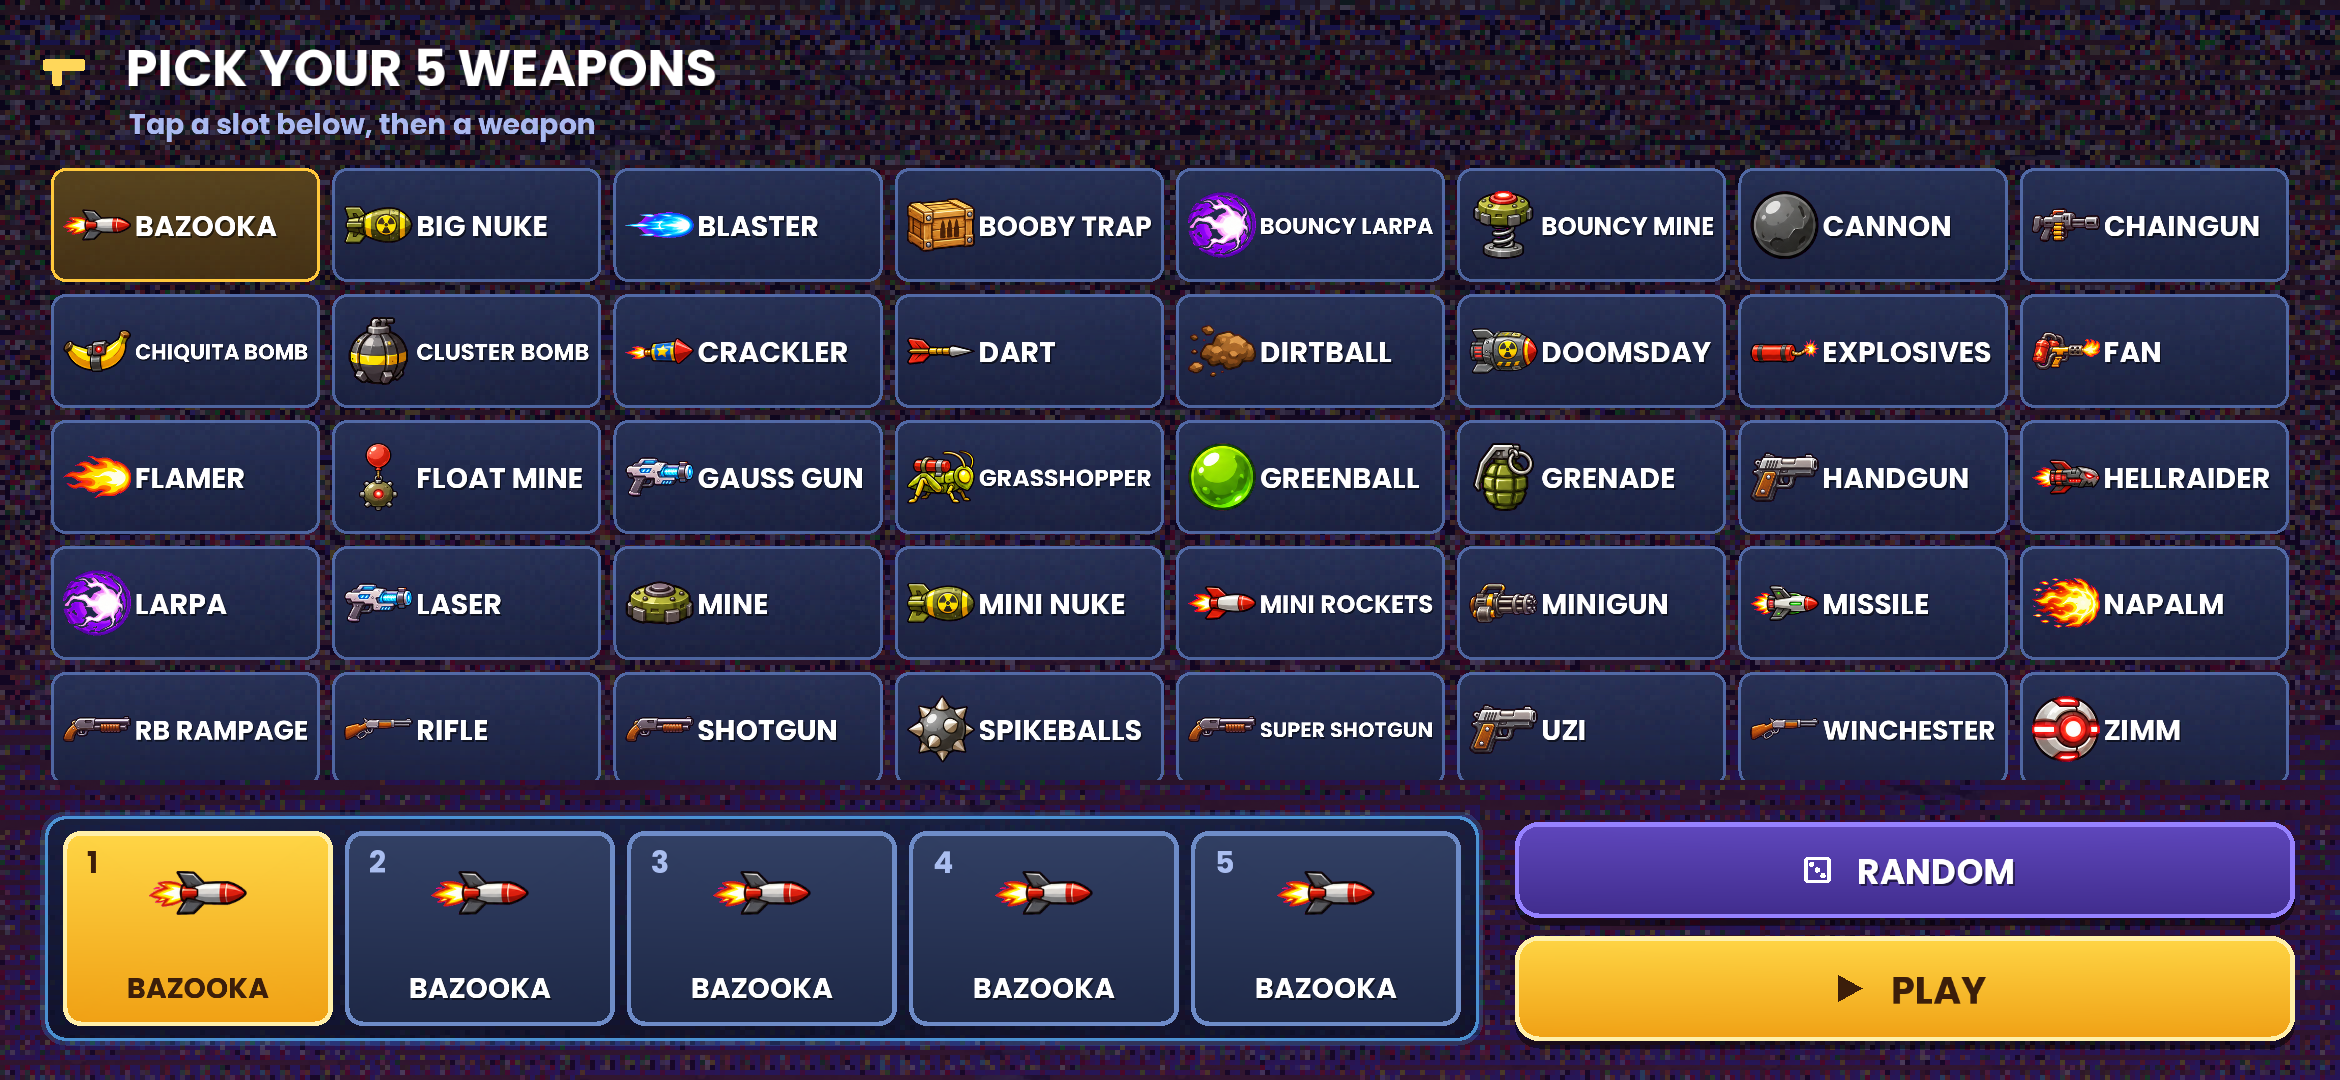 PICK YOUR 5 WEAPONS
Tap a slot below, then a weapon
BAZOOKA
BIG NUKE
BLASTER
BOOBY TRAP
BOUNCY LARPA
BOUNCY MINE
CANNON
CHAINGUN
CHIQUITA BOMB
CLUSTER BOMB
CRACKLER
DART
DIRTBALL
DOOMSDAY
EXPLOSIVES
FAN
FLAMER
FLOAT MINE
GAUSS GUN
GRASSHOPPER
GREENBALL
GRENADE
HANDGUN
HELLRAIDER
LARPA
LASER
MINE
MINI NUKE
MINI ROCKETS
MINIGUN
MISSILE
NAPALM
RB RAMPAGE
RIFLE
SHOTGUN
SPIKEBALLS
SUPER SHOTGUN
UZI
WINCHESTER
ZIMM
1
BAZOOKA
2
BAZOOKA
3
BAZOOKA
4
BAZOOKA
5
BAZOOKA
RANDOM
PLAY